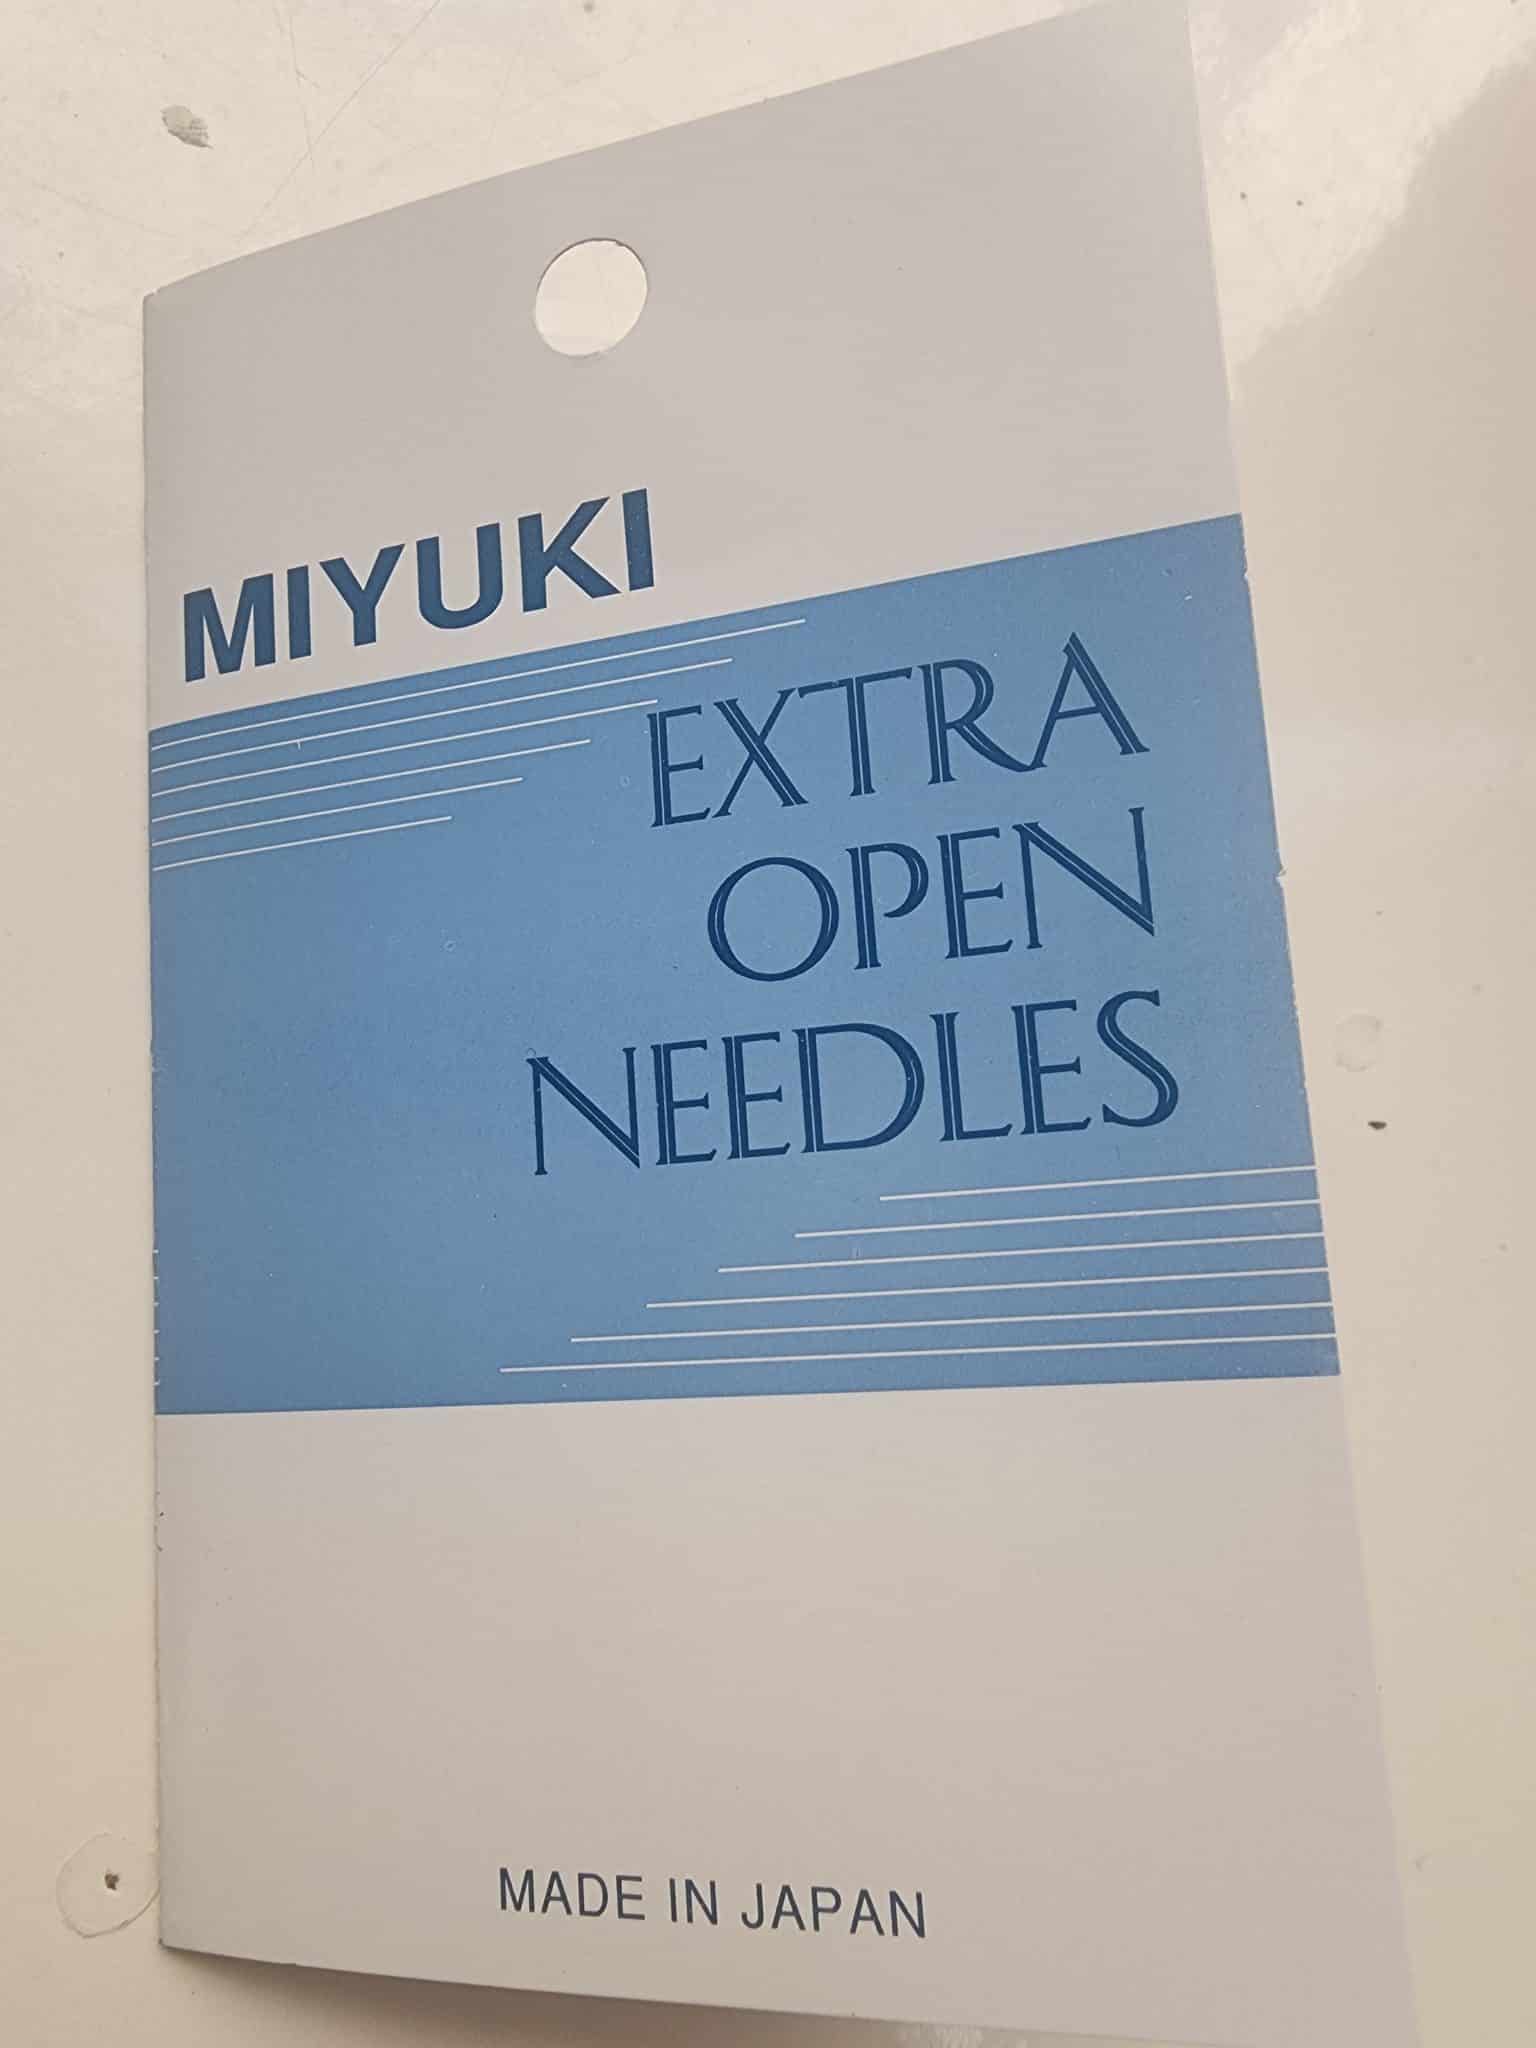 MIYUKI
EXTRA
OPEN
NEEDLES
MADE IN JAPAN